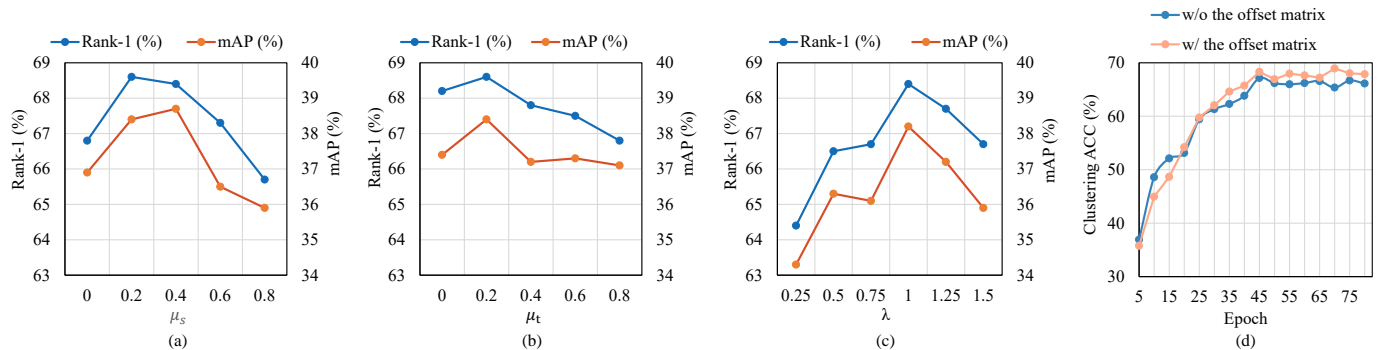 Rank-1 (%) mAP (%)
69 40
68 39
67 38
66 37
65 36
64 35
63 34
Rank-1 (%)
mAP (%)
0 0.2 0.4 0.6 0.8
μs
(a)
Rank-1 (%) mAP (%)
69 40
68 39
67 38
66 37
65 36
64 35
63 34
Rank-1 (%)
mAP (%)
0 0.2 0.4 0.6 0.8
μt
(b)
Rank-1 (%) mAP (%)
69 40
68 39
67 38
66 37
65 36
64 35
63 34
Rank-1 (%)
mAP (%)
0.25 0.5 0.75 1 1.25 1.5
λ
(c)
w/o the offset matrix
w/ the offset matrix
70
60
50
40
30
Clustering ACC (%)
5 15 25 35 45 55 65 75
Epoch
(d)